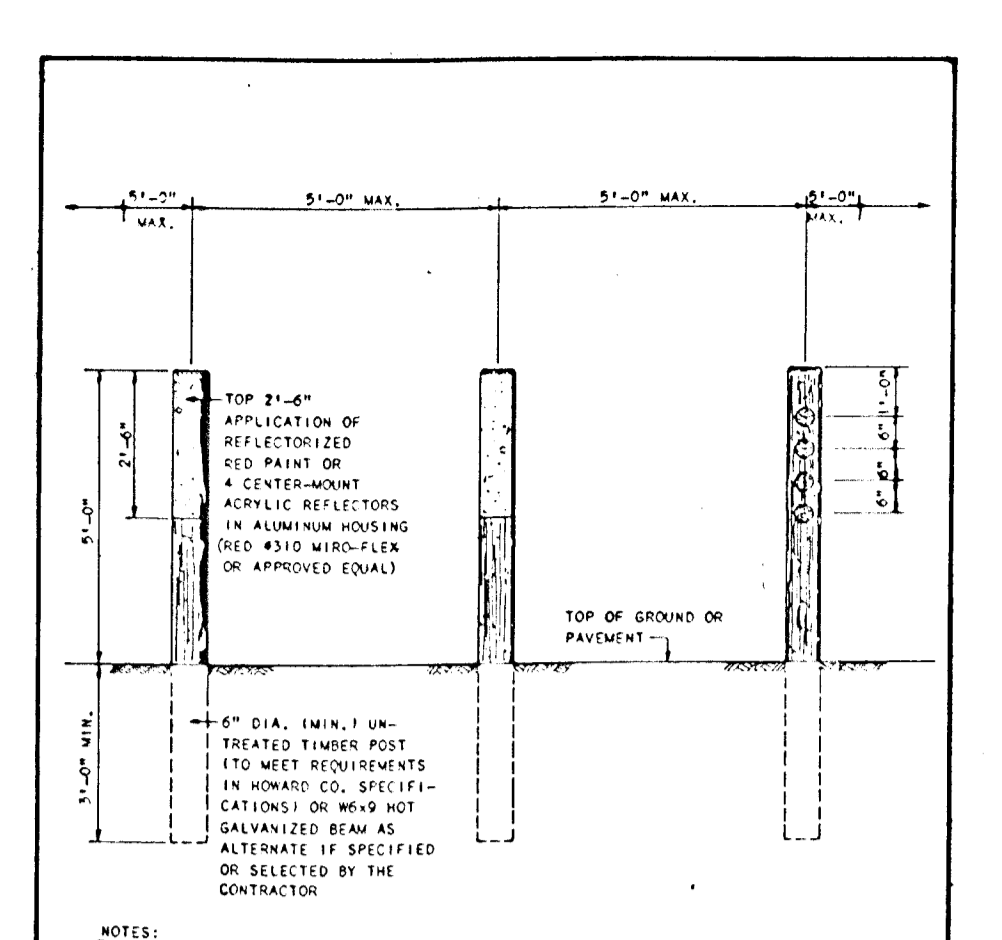 5'-0"
MAX.
5'-0" MAX.
5'-0" MAX.
5'-0"
MAX.
5'-0"
2'-6"
TOP 2'-6"
APPLICATION OF
REFLECTORIZED
RED PAINT OR
4 CENTER-MOUNT
ACRYLIC REFLECTORS
IN ALUMINUM HOUSING
(RED #310 MIRO-FLEX
OR APPROVED EQUAL)
1'-0"
6"
6"
6"
TOP OF GROUND OR
PAVEMENT
3'-0" MIN.
6" DIA. (MIN.) UN-
TREATED TIMBER POST
(TO MEET REQUIREMENTS
IN HOWARD CO. SPECIFI-
CATIONS) OR W6x9 HOT
GALVANIZED BEAM AS
ALTERNATE IF SPECIFIED
OR SELECTED BY THE
CONTRACTOR
NOTES: